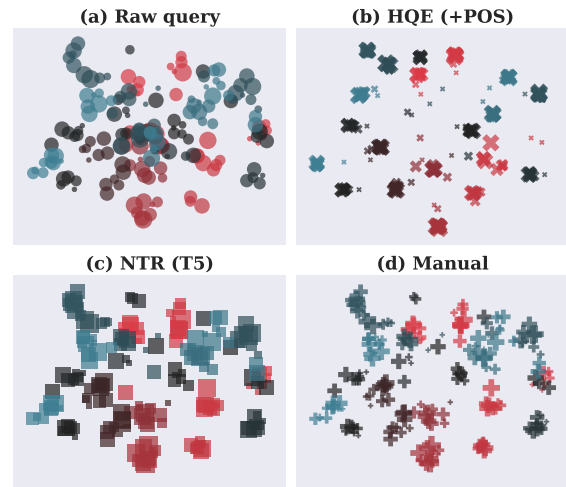 (a) Raw query
(b) HQE (+POS)
(c) NTR (T5)
(d) Manual